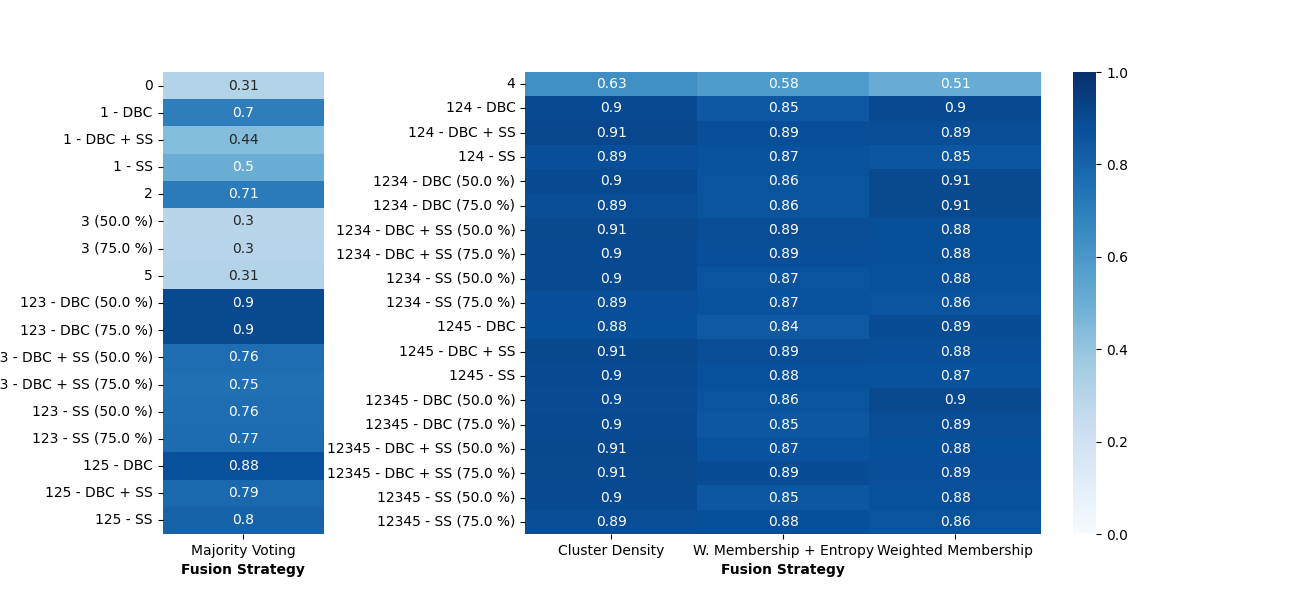 0 0.31
1 - DBC 0.7
1 - DBC + SS 0.44
1 - SS 0.5
2 0.71
3 (50.0 %) 0.3
3 (75.0 %) 0.3
5 0.31
123 - DBC (50.0 %) 0.9
123 - DBC (75.0 %) 0.9
3 - DBC + SS (50.0 %) 0.76
3 - DBC + SS (75.0 %) 0.75
123 - SS (50.0 %) 0.76
123 - SS (75.0 %) 0.77
125 - DBC 0.88
125 - DBC + SS 0.79
125 - SS 0.8
Majority Voting
Fusion Strategy
4 0.63 0.58 0.51
124 - DBC 0.9 0.85 0.9
124 - DBC + SS 0.91 0.89 0.89
124 - SS 0.89 0.87 0.85
1234 - DBC (50.0 %) 0.9 0.86 0.91
1234 - DBC (75.0 %) 0.89 0.86 0.91
1234 - DBC + SS (50.0 %) 0.91 0.89 0.88
1234 - DBC + SS (75.0 %) 0.9 0.89 0.88
1234 - SS (50.0 %) 0.9 0.87 0.88
1234 - SS (75.0 %) 0.89 0.87 0.86
1245 - DBC 0.88 0.84 0.89
1245 - DBC + SS 0.91 0.89 0.88
1245 - SS 0.9 0.88 0.87
12345 - DBC (50.0 %) 0.9 0.86 0.9
12345 - DBC (75.0 %) 0.9 0.85 0.89
12345 - DBC + SS (50.0 %) 0.91 0.87 0.88
12345 - DBC + SS (75.0 %) 0.91 0.89 0.89
12345 - SS (50.0 %) 0.9 0.85 0.88
12345 - SS (75.0 %) 0.89 0.88 0.86
Cluster Density W. Membership + Entropy Weighted Membership
Fusion Strategy
1.0
0.8
0.6
0.4
0.2
0.0